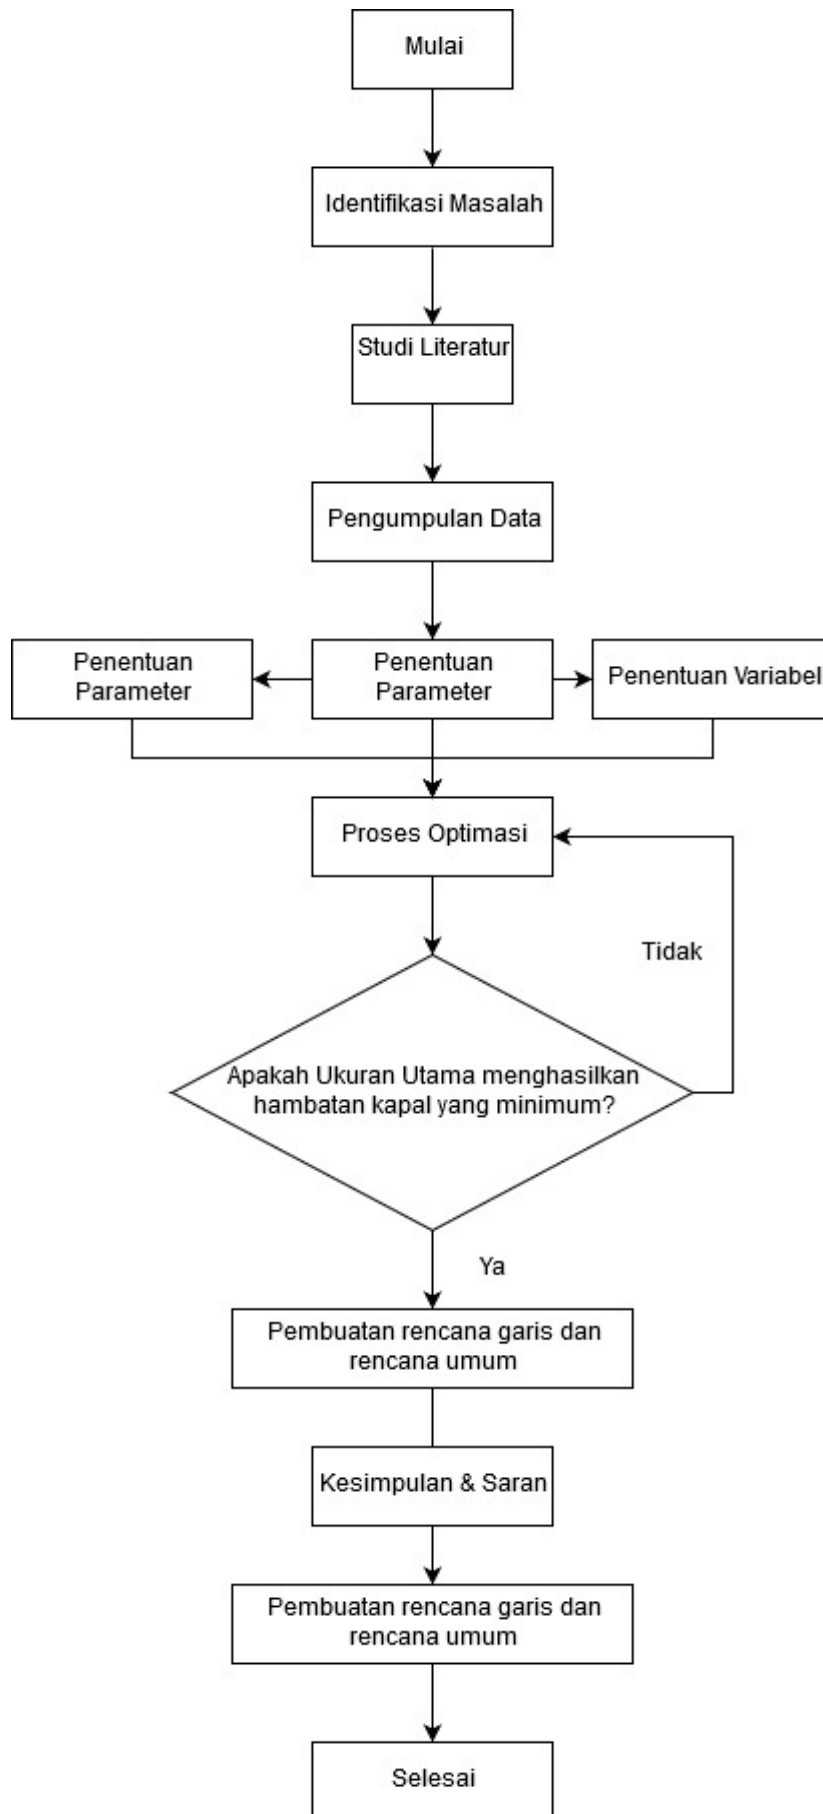 Mulai
Identifikasi Masalah
Studi Literatur
Pengumpulan Data
Penentuan
Parameter
Penentuan
Parameter
Penentuan Variabel
Proses Optimasi
Tidak
Apakah Ukuran Utama menghasilkan
hambatan kapal yang minimum?
Ya
Pembuatan rencana garis dan
rencana umum
Kesimpulan & Saran
Pembuatan rencana garis dan
rencana umum
Selesai